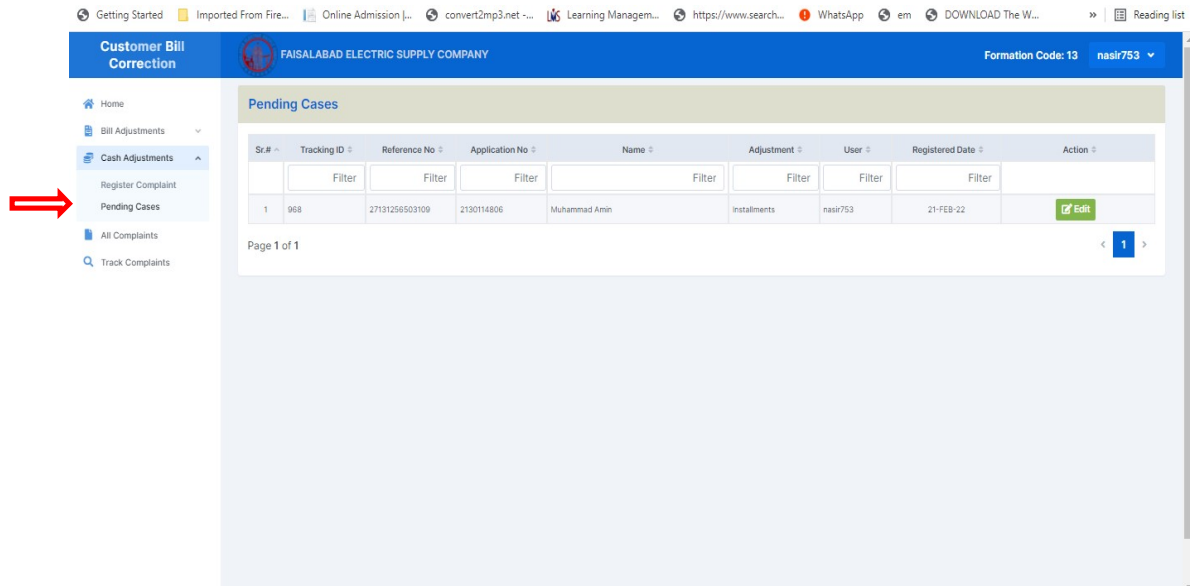 Getting Started Imported From Fire... Online Admission |... convert2mp3.net -... Learning Managem... https://www.search... WhatsApp em DOWNLOAD The W... » Reading list
Customer Bill
Correction
FAISALABAD ELECTRIC SUPPLY COMPANY
Formation Code: 13 nasir753
Home
Bill Adjustments
Cash Adjustments
Register Complaint
Pending Cases
All Complaints
Track Complaints
Pending Cases
Sr.# Tracking ID Reference No Application No Name Adjustment User Registered Date Action
Filter Filter Filter Filter Filter Filter Filter
1 968 27131256503109 2130114806 Muhammad Amin Installments nasir753 21-FEB-22 Edit
Page 1 of 1
< 1 >